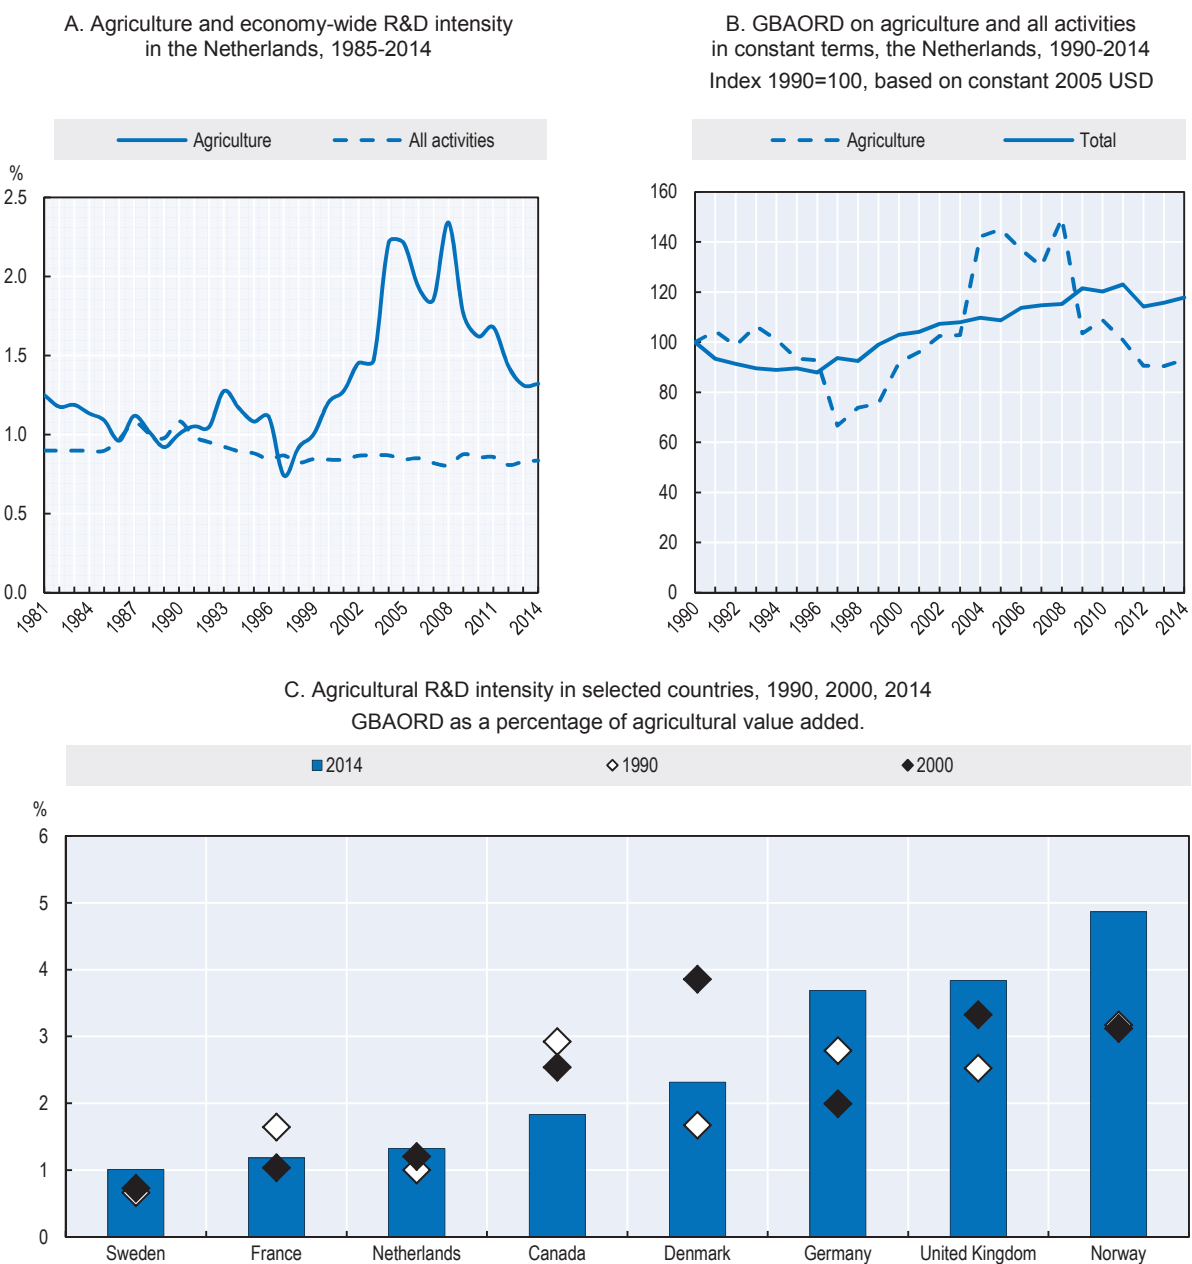 A. Agriculture and economy-wide R&D intensity
in the Netherlands, 1985-2014
Agriculture
All activities
%
2.5
2.0
1.5
1.0
0.5
0.0
1981
1984
1987
1990
1993
1996
1999
2002
2005
2008
2011
2014
B. GBAORD on agriculture and all activities
in constant terms, the Netherlands, 1990-2014
Index 1990=100, based on constant 2005 USD
Agriculture
Total
160
140
120
100
80
60
40
20
0
1990
1992
1994
1996
1998
2000
2002
2004
2006
2008
2010
2012
2014
C. Agricultural R&D intensity in selected countries, 1990, 2000, 2014
GBAORD as a percentage of agricultural value added.
2014
1990
2000
%
6
5
4
3
2
1
0
Sweden
France
Netherlands
Canada
Denmark
Germany
United Kingdom
Norway